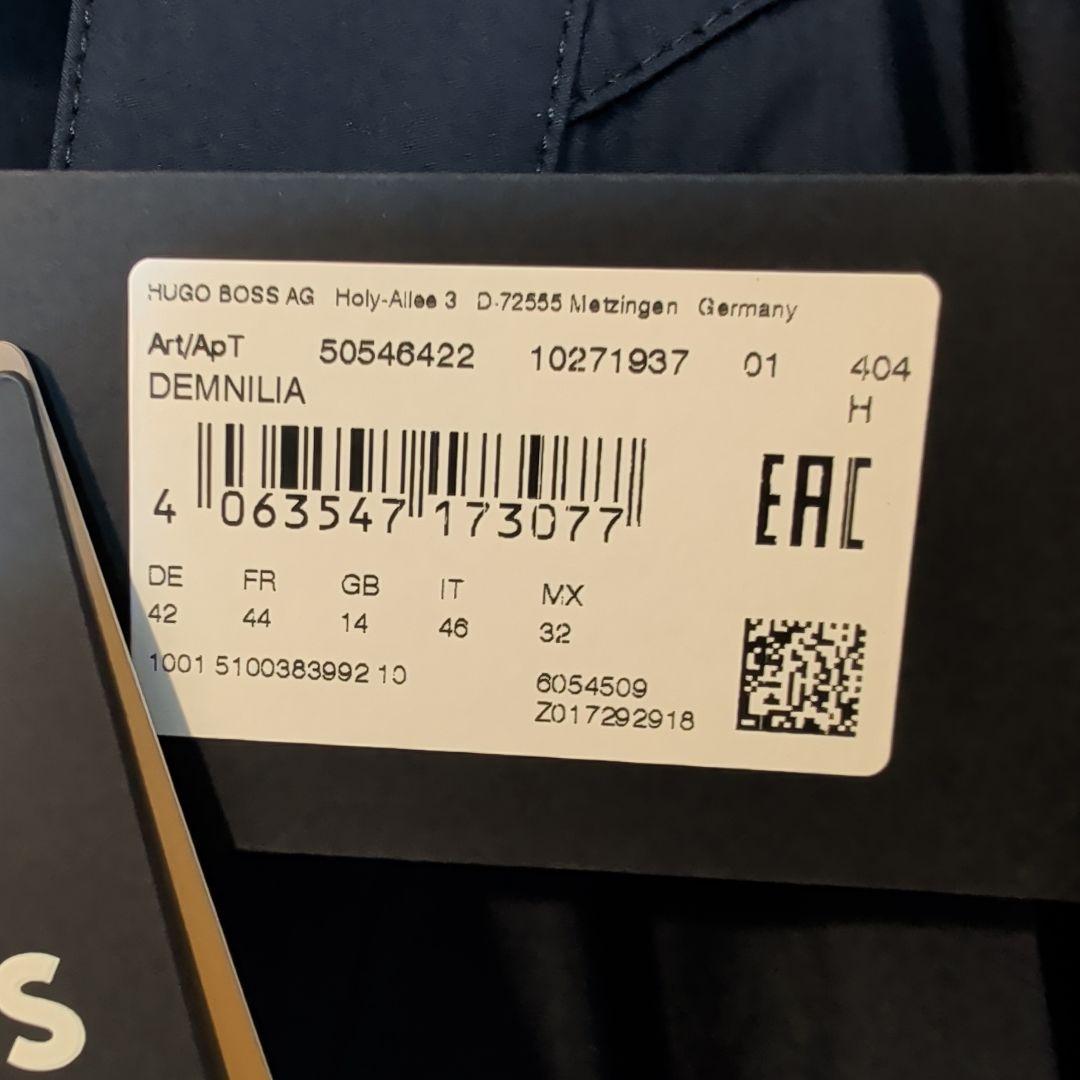 HUGO BOSS AG Holy-Allee 3 D-72555 Metzingen Germany
Art/ApT 50546422 10271937 01 404
DEMNILIA H
4 063547 173077
EAC
DE FR GB IT MX
42 44 14 46 32
1001 5100383992 10
6054509
Z017292918
S